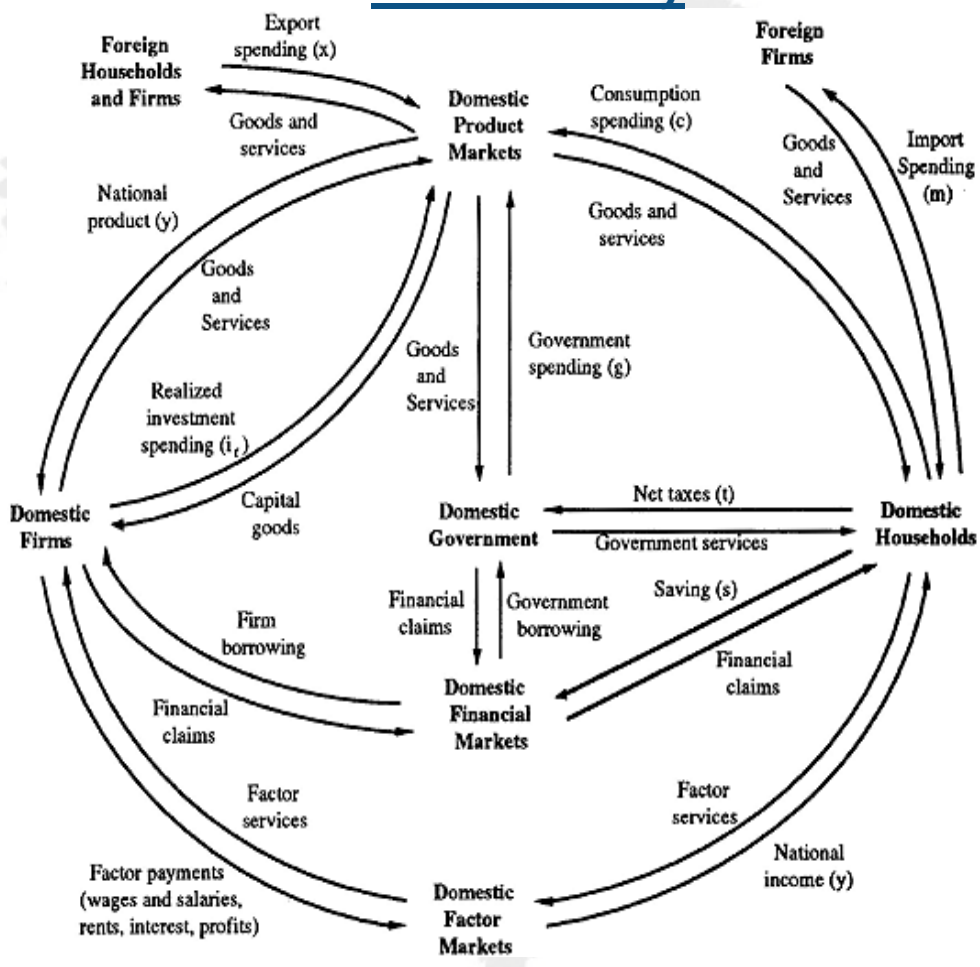 Export
spending (x)
Foreign
Households
and Firms
Goods and
services
Foreign
Firms
Domestic
Product
Markets
Consumption
spending (c)
Goods
and
Services
Import
Spending
(m)
National
product (y)
Goods and
services
Goods
and
Services
Goods
and
Services
Government
spending (g)
Realized
investment
spending (iᵣ)
Capital
goods
Domestic
Firms
Domestic
Government
Net taxes (t)
Government services
Domestic
Households
Financial
claims
Government
borrowing
Saving (s)
Financial
claims
Firm
borrowing
Financial
claims
Domestic
Financial
Markets
Factor
services
Factor
services
Factor payments
(wages and salaries,
rents, interest, profits)
National
income (y)
Domestic
Factor
Markets